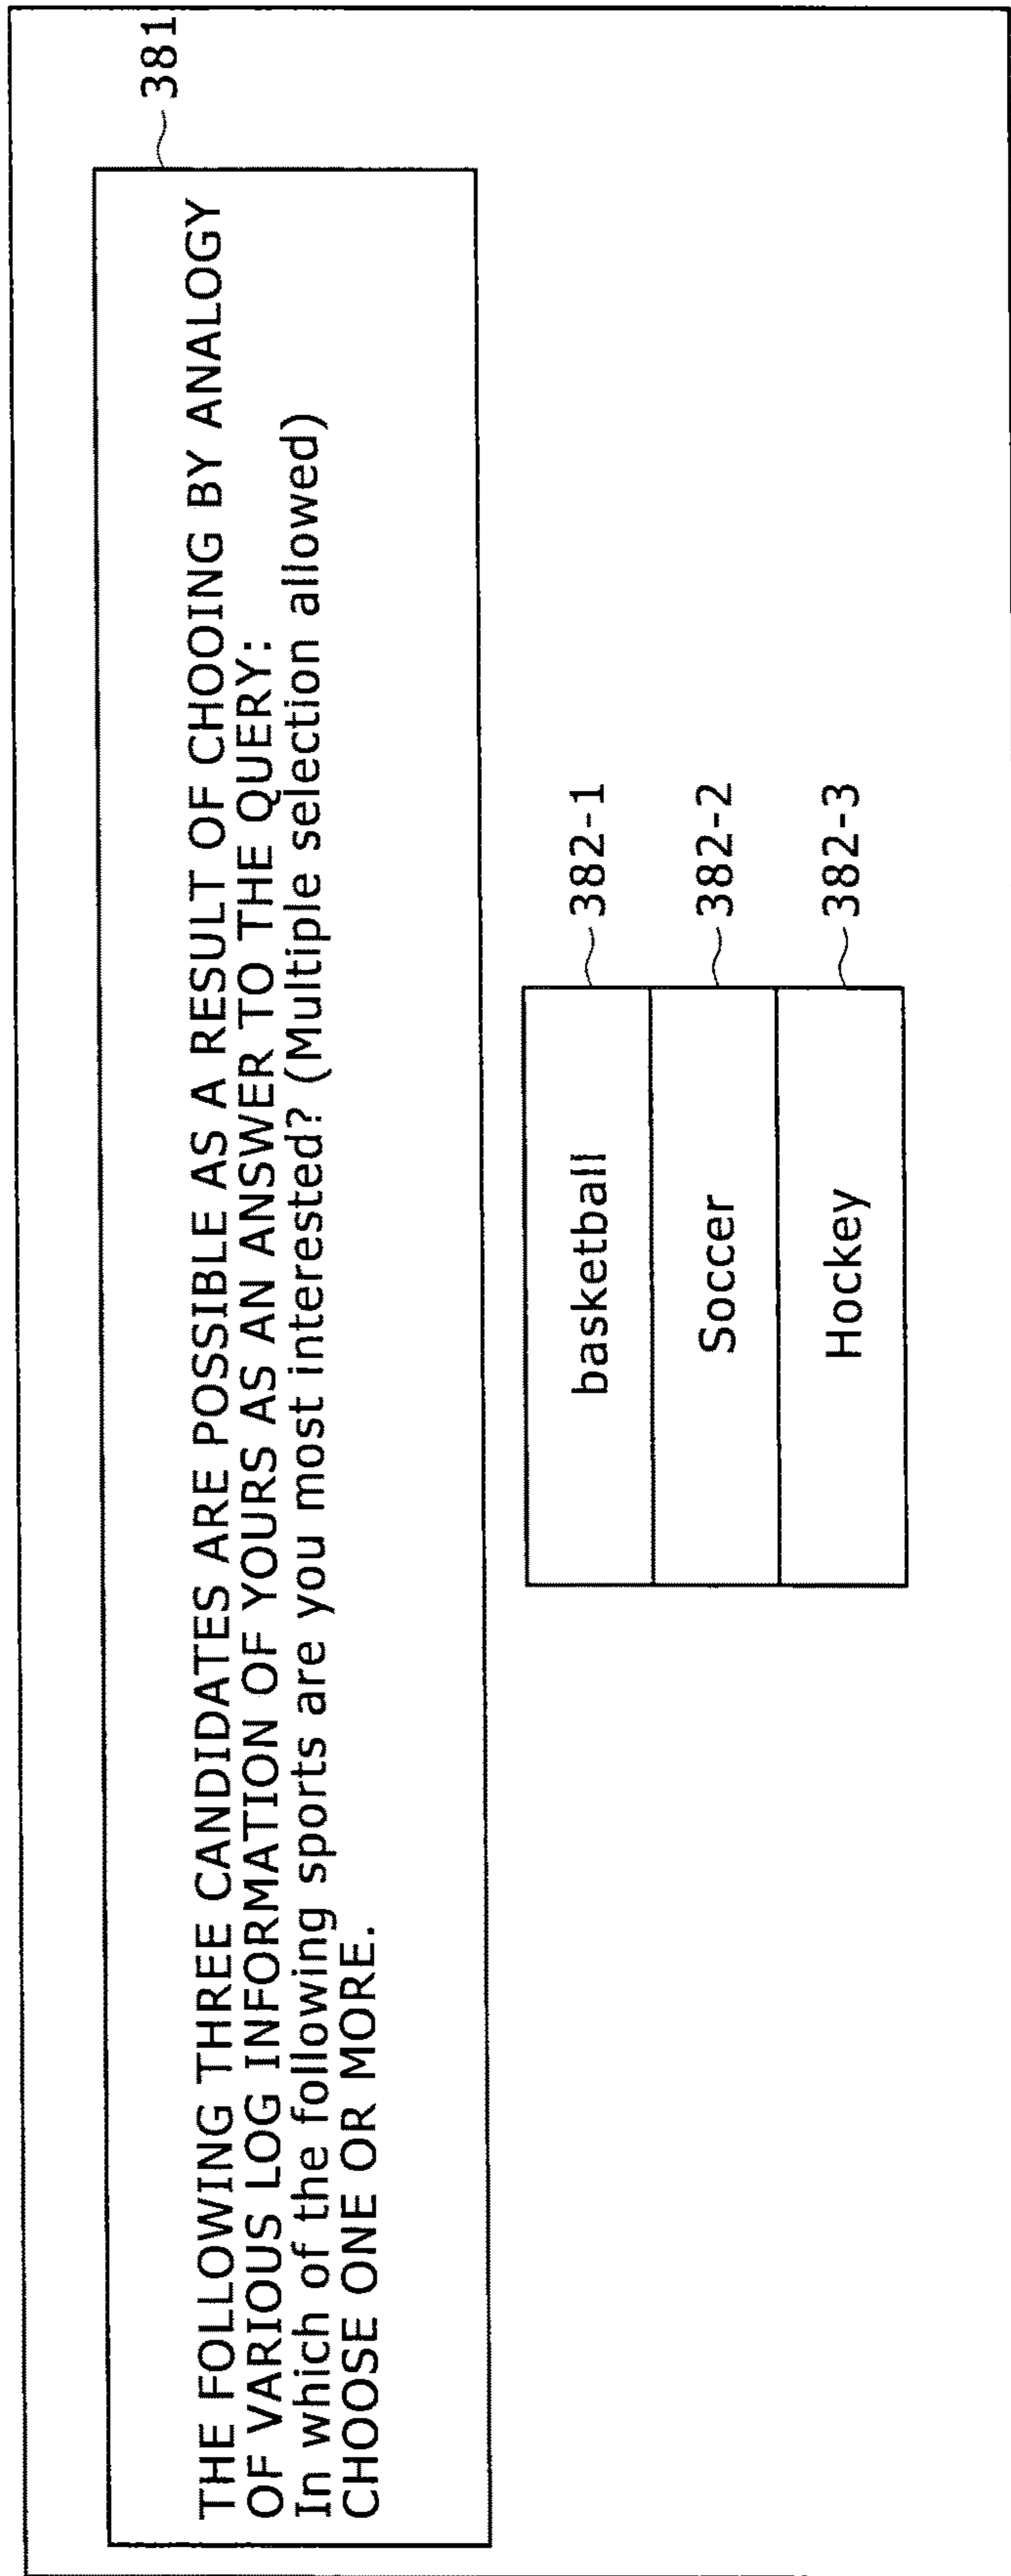 381
THE FOLLOWING THREE CANDIDATES ARE POSSIBLE AS A RESULT OF CHOOING BY ANALOGY
OF VARIOUS LOG INFORMATION OF YOURS AS AN ANSWER TO THE QUERY:
In which of the following sports are you most interested? (Multiple selection allowed)
CHOOSE ONE OR MORE.
basketball 382-1
Soccer 382-2
Hockey 382-3